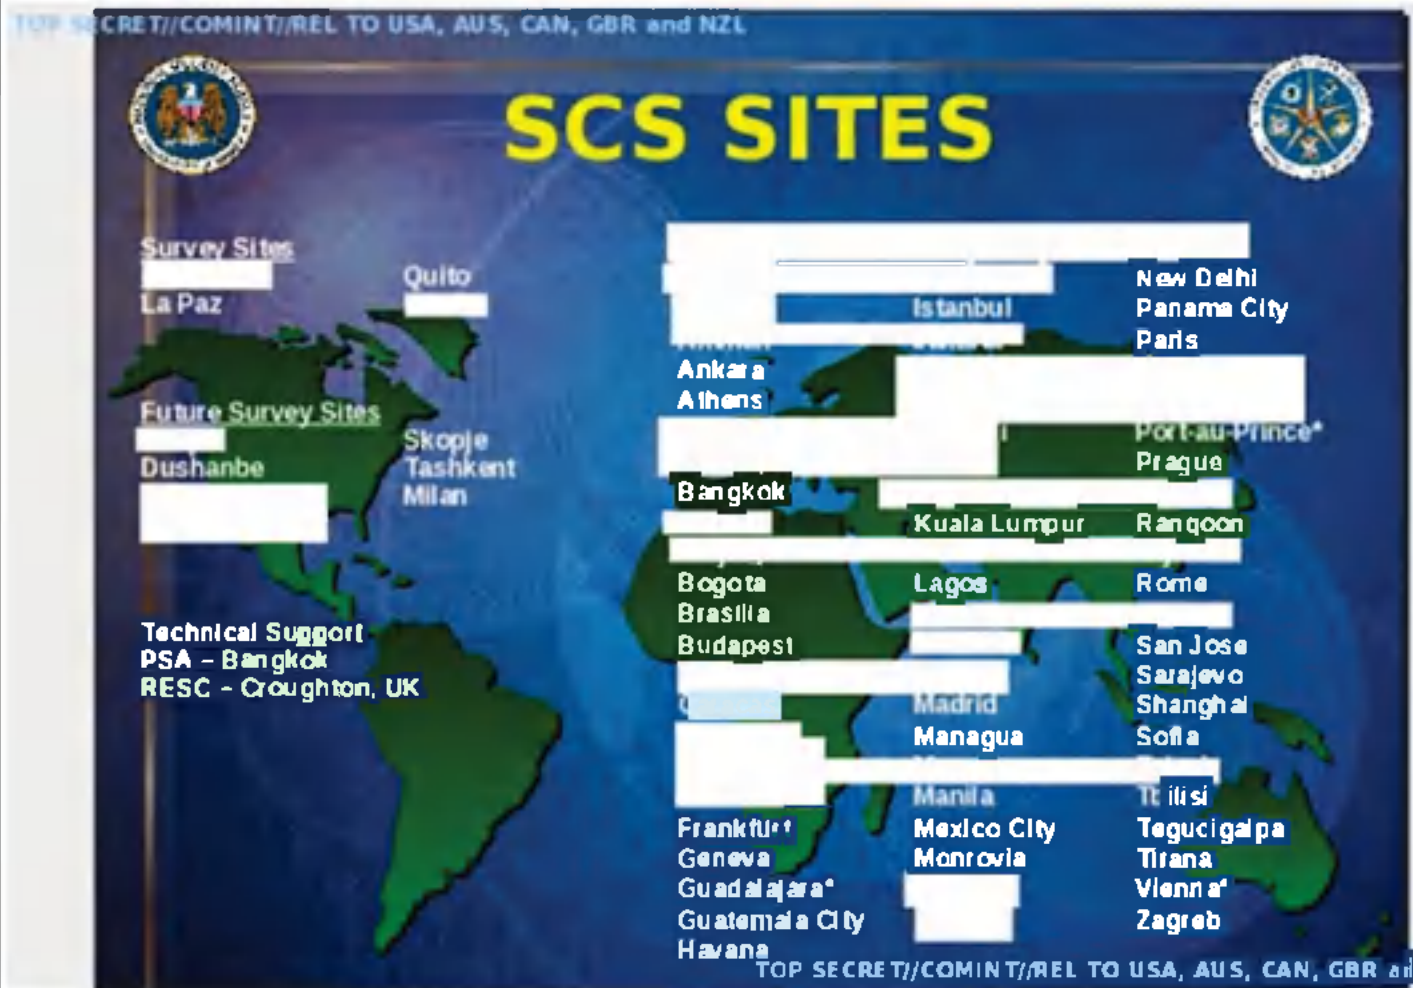 TOP SECRET//COMINT//REL TO USA, AUS, CAN, GBR and NZL
SCS SITES
Survey Sites
La Paz
Quito
Future Survey Sites
Dushanbe
Skopje
Tashkent
Milan
Technical Support
PSA – Bangkok
RESC – Croughton, UK
Ankara
Athens
Bangkok
Bogota
Brasilia
Budapest
Frankfurt
Geneva
Guadalajara*
Guatemala City
Havana
Istanbul
Kuala Lumpur
Lagos
Madrid
Managua
Manila
Mexico City
Monrovia
New Delhi
Panama City
Paris
Port-au-Prince*
Prague
Rangoon
Rome
San Jose
Sarajevo
Shanghai
Sofia
Tbilisi
Tegucigalpa
Tirana
Vienna*
Zagreb
TOP SECRET//COMINT//REL TO USA, AUS, CAN, GBR